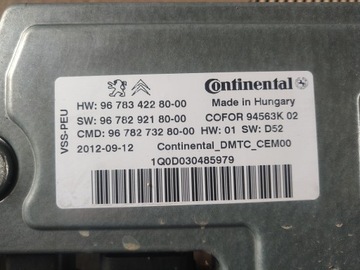 Continental
HW: 96 783 422 80-00 Made in Hungary
SW: 96 782 921 80-00 COFOR 94563K 02
CMD: 96 782 732 80-00 HW: 01 SW: D52
2012-09-12 Continental_DMTC_CEM00
1Q0D030485979
VSS-PEU